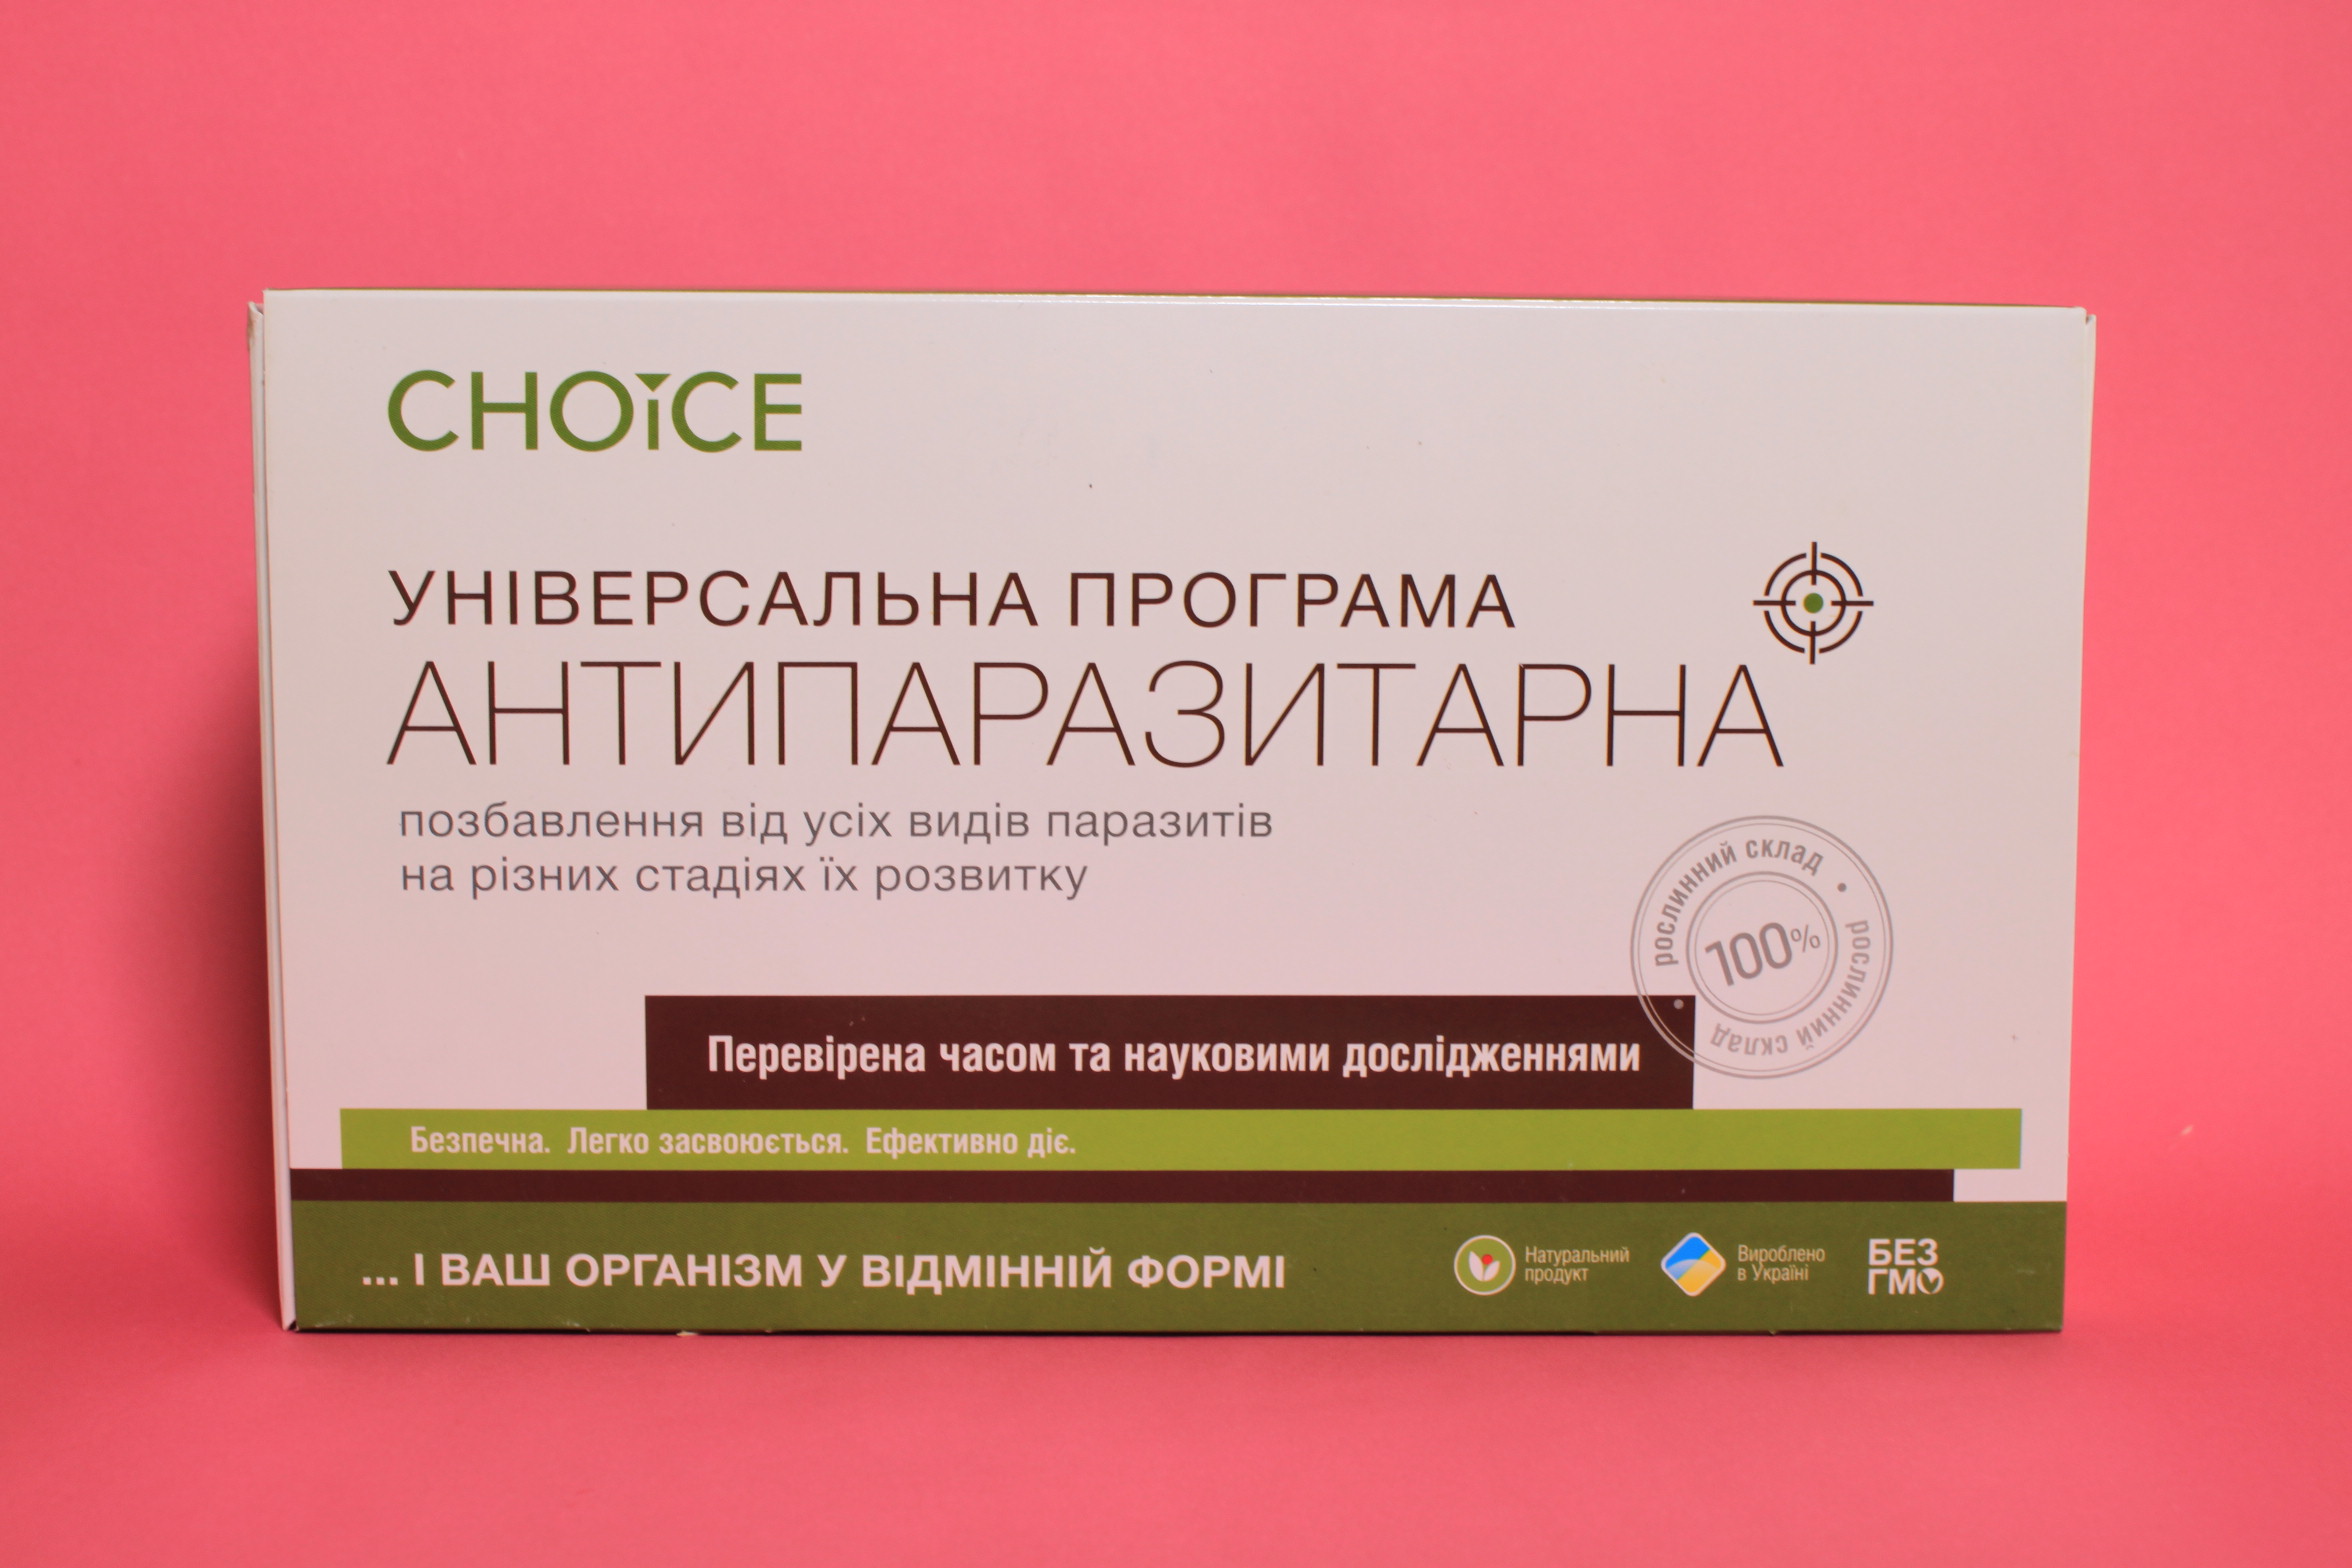 CHOICE
УНІВЕРСАЛЬНА ПРОГРАМА
АНТИПАРАЗИТАРНА
позбавлення від усіх видів паразитів
на різних стадіях їх розвитку
рослинний склад • рослинний склад •
100%
Перевірена часом та науковими дослідженнями
Безпечна. Легко засвоюється. Ефективно діє.
... І ВАШ ОРГАНІЗМ У ВІДМІННІЙ ФОРМІ
Натуральний
продукт
Вироблено
в Україні
БЕЗ
ГМО